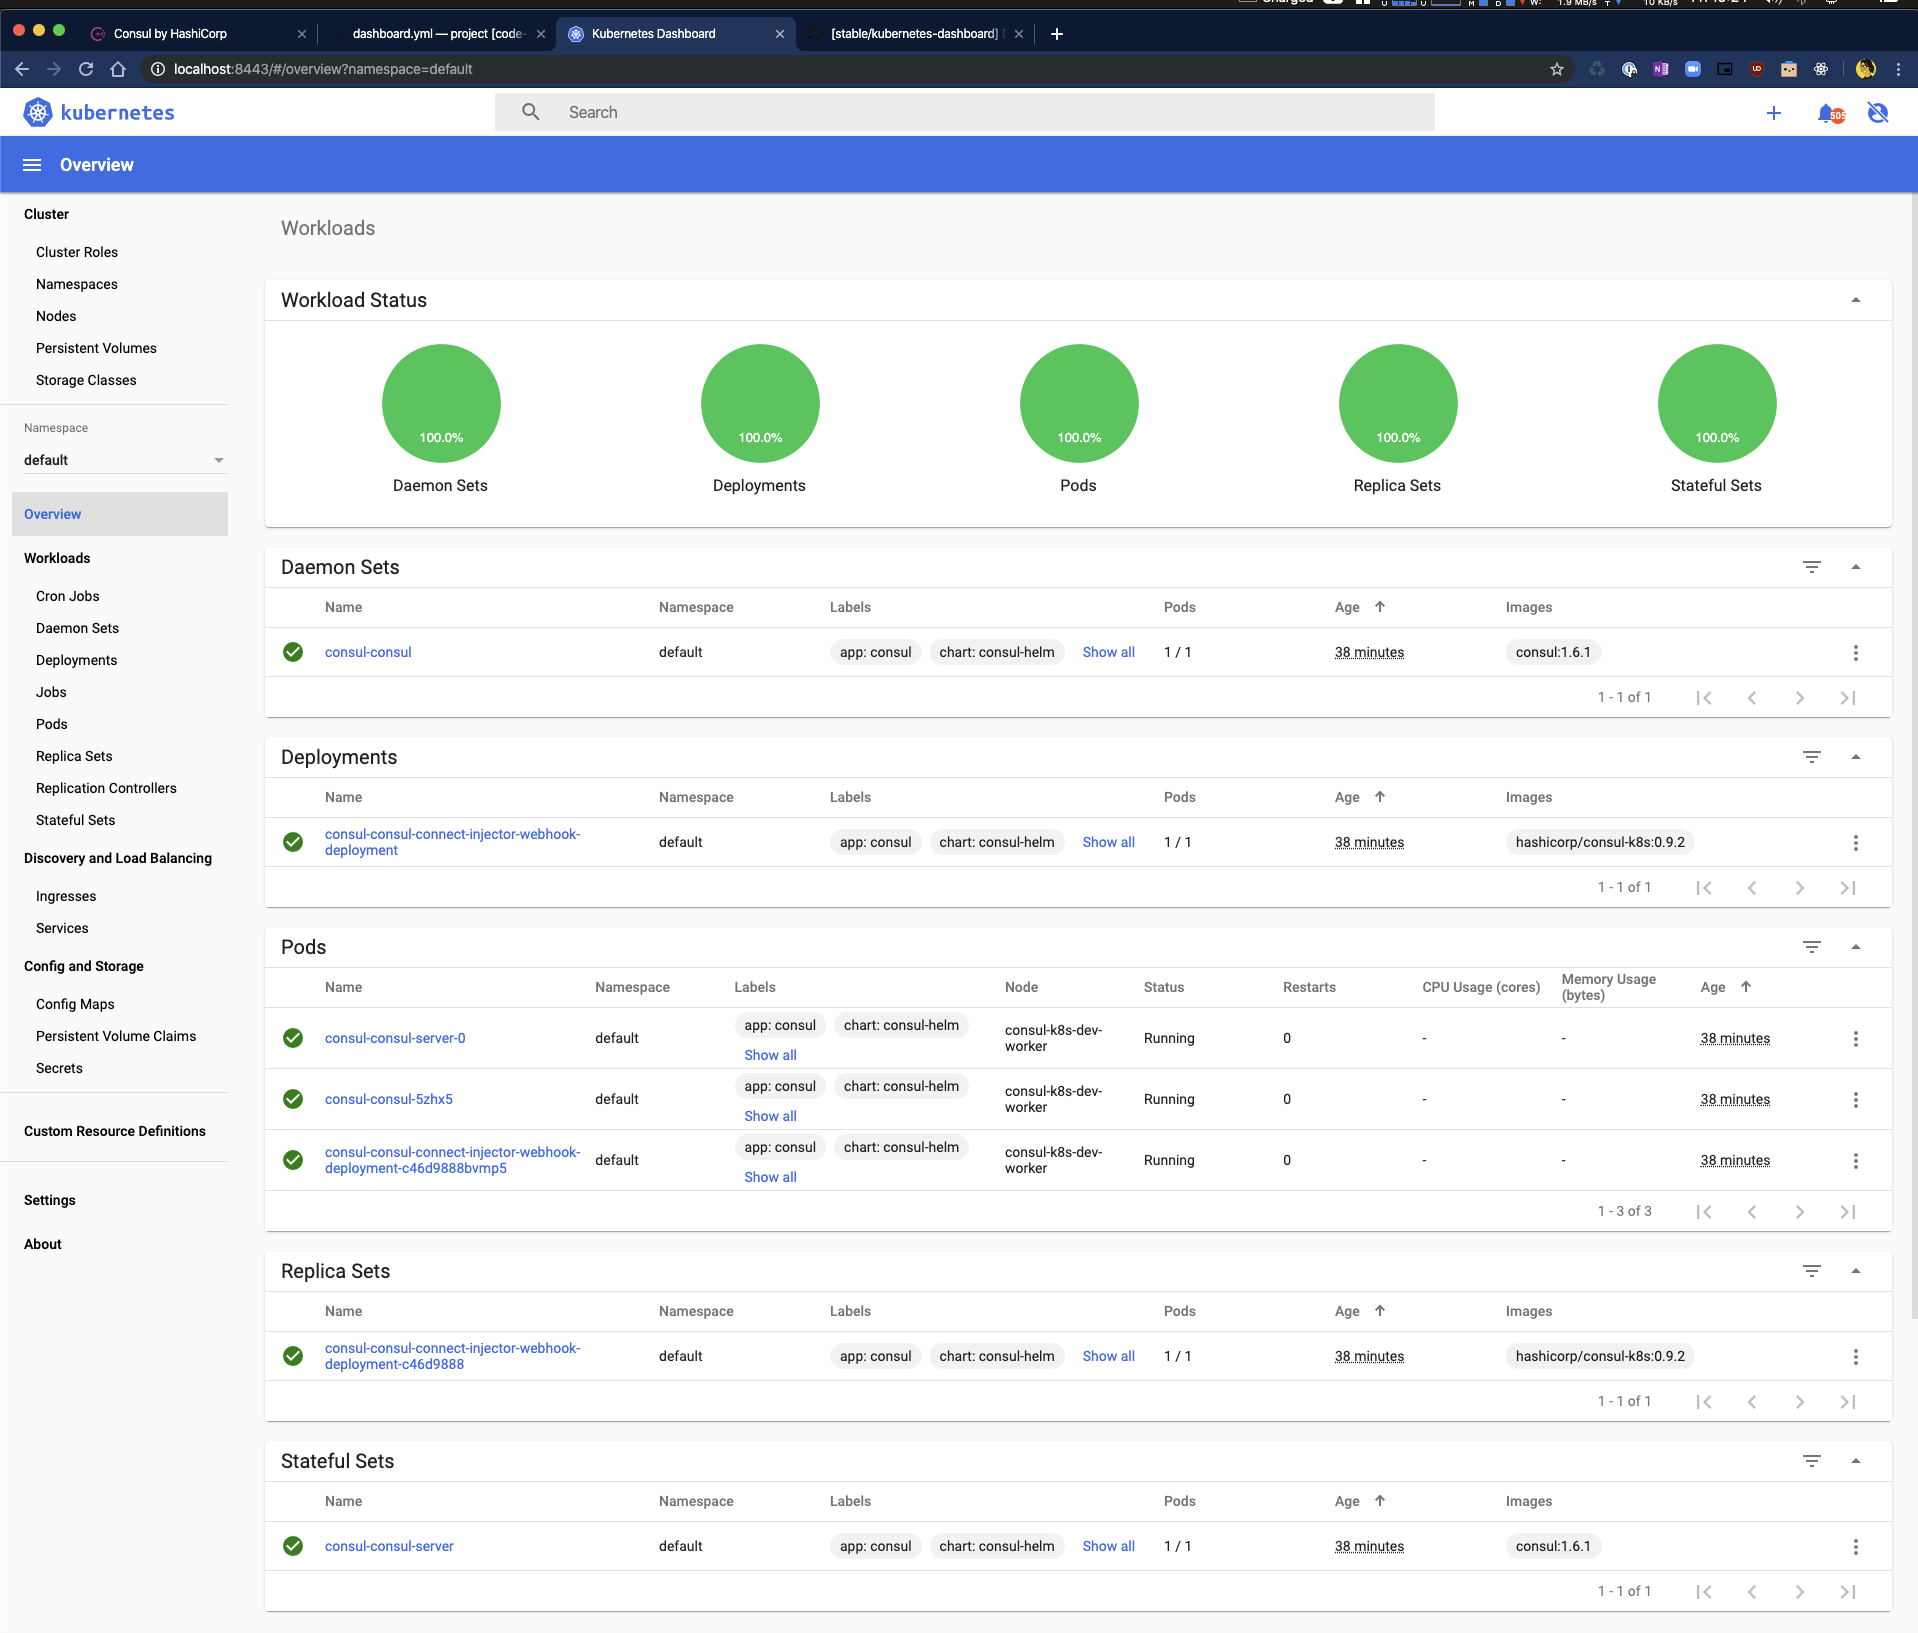 Charged
1.9 MB/s
10 KB/s
Consul by HashiCorp
dashboard.yml — project [code-
Kubernetes Dashboard
[stable/kubernetes-dashboard]
localhost:8443/#/overview?namespace=default
kubernetes
Search
505
Overview
Cluster
Cluster Roles
Namespaces
Nodes
Persistent Volumes
Storage Classes
Namespace
default
Overview
Workloads
Cron Jobs
Daemon Sets
Deployments
Jobs
Pods
Replica Sets
Replication Controllers
Stateful Sets
Discovery and Load Balancing
Ingresses
Services
Config and Storage
Config Maps
Persistent Volume Claims
Secrets
Custom Resource Definitions
Settings
About
Workloads
Workload Status
100.0% 100.0% 100.0% 100.0% 100.0%
Daemon Sets Deployments Pods Replica Sets Stateful Sets
Daemon Sets
Name Namespace Labels Pods Age Images
consul-consul default app: consul chart: consul-helm Show all 1 / 1 38 minutes consul:1.6.1
1 - 1 of 1
Deployments
Name Namespace Labels Pods Age Images
consul-consul-connect-injector-webhook-
deployment default app: consul chart: consul-helm Show all 1 / 1 38 minutes hashicorp/consul-k8s:0.9.2
1 - 1 of 1
Pods
Name Namespace Labels Node Status Restarts CPU Usage (cores) Memory Usage (bytes) Age
consul-consul-server-0 default app: consul chart: consul-helm Show all consul-k8s-dev-worker Running 0 - - 38 minutes
consul-consul-5zhx5 default app: consul chart: consul-helm Show all consul-k8s-dev-worker Running 0 - - 38 minutes
consul-consul-connect-injector-webhook-
deployment-c46d9888bvmp5 default app: consul chart: consul-helm Show all consul-k8s-dev-worker Running 0 - - 38 minutes
1 - 3 of 3
Replica Sets
Name Namespace Labels Pods Age Images
consul-consul-connect-injector-webhook-
deployment-c46d9888 default app: consul chart: consul-helm Show all 1 / 1 38 minutes hashicorp/consul-k8s:0.9.2
1 - 1 of 1
Stateful Sets
Name Namespace Labels Pods Age Images
consul-consul-server default app: consul chart: consul-helm Show all 1 / 1 38 minutes consul:1.6.1
1 - 1 of 1